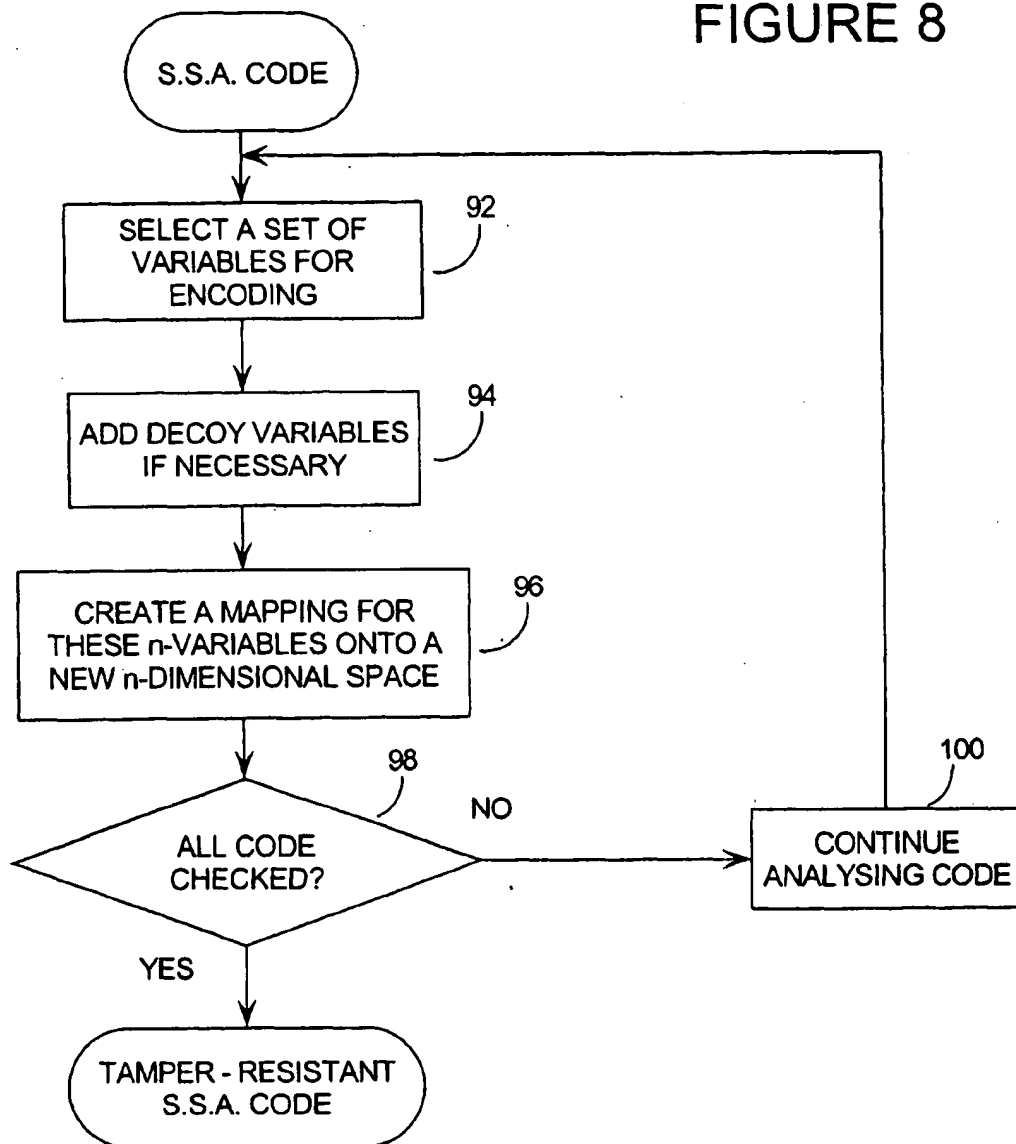 FIGURE 8
S.S.A. CODE
92
SELECT A SET OF
VARIABLES FOR
ENCODING
94
ADD DECOY VARIABLES
IF NECESSARY
96
CREATE A MAPPING FOR
THESE n-VARIABLES ONTO A
NEW n-DIMENSIONAL SPACE
98
ALL CODE
CHECKED?
NO
100
CONTINUE
ANALYSING CODE
YES
TAMPER - RESISTANT
S.S.A. CODE